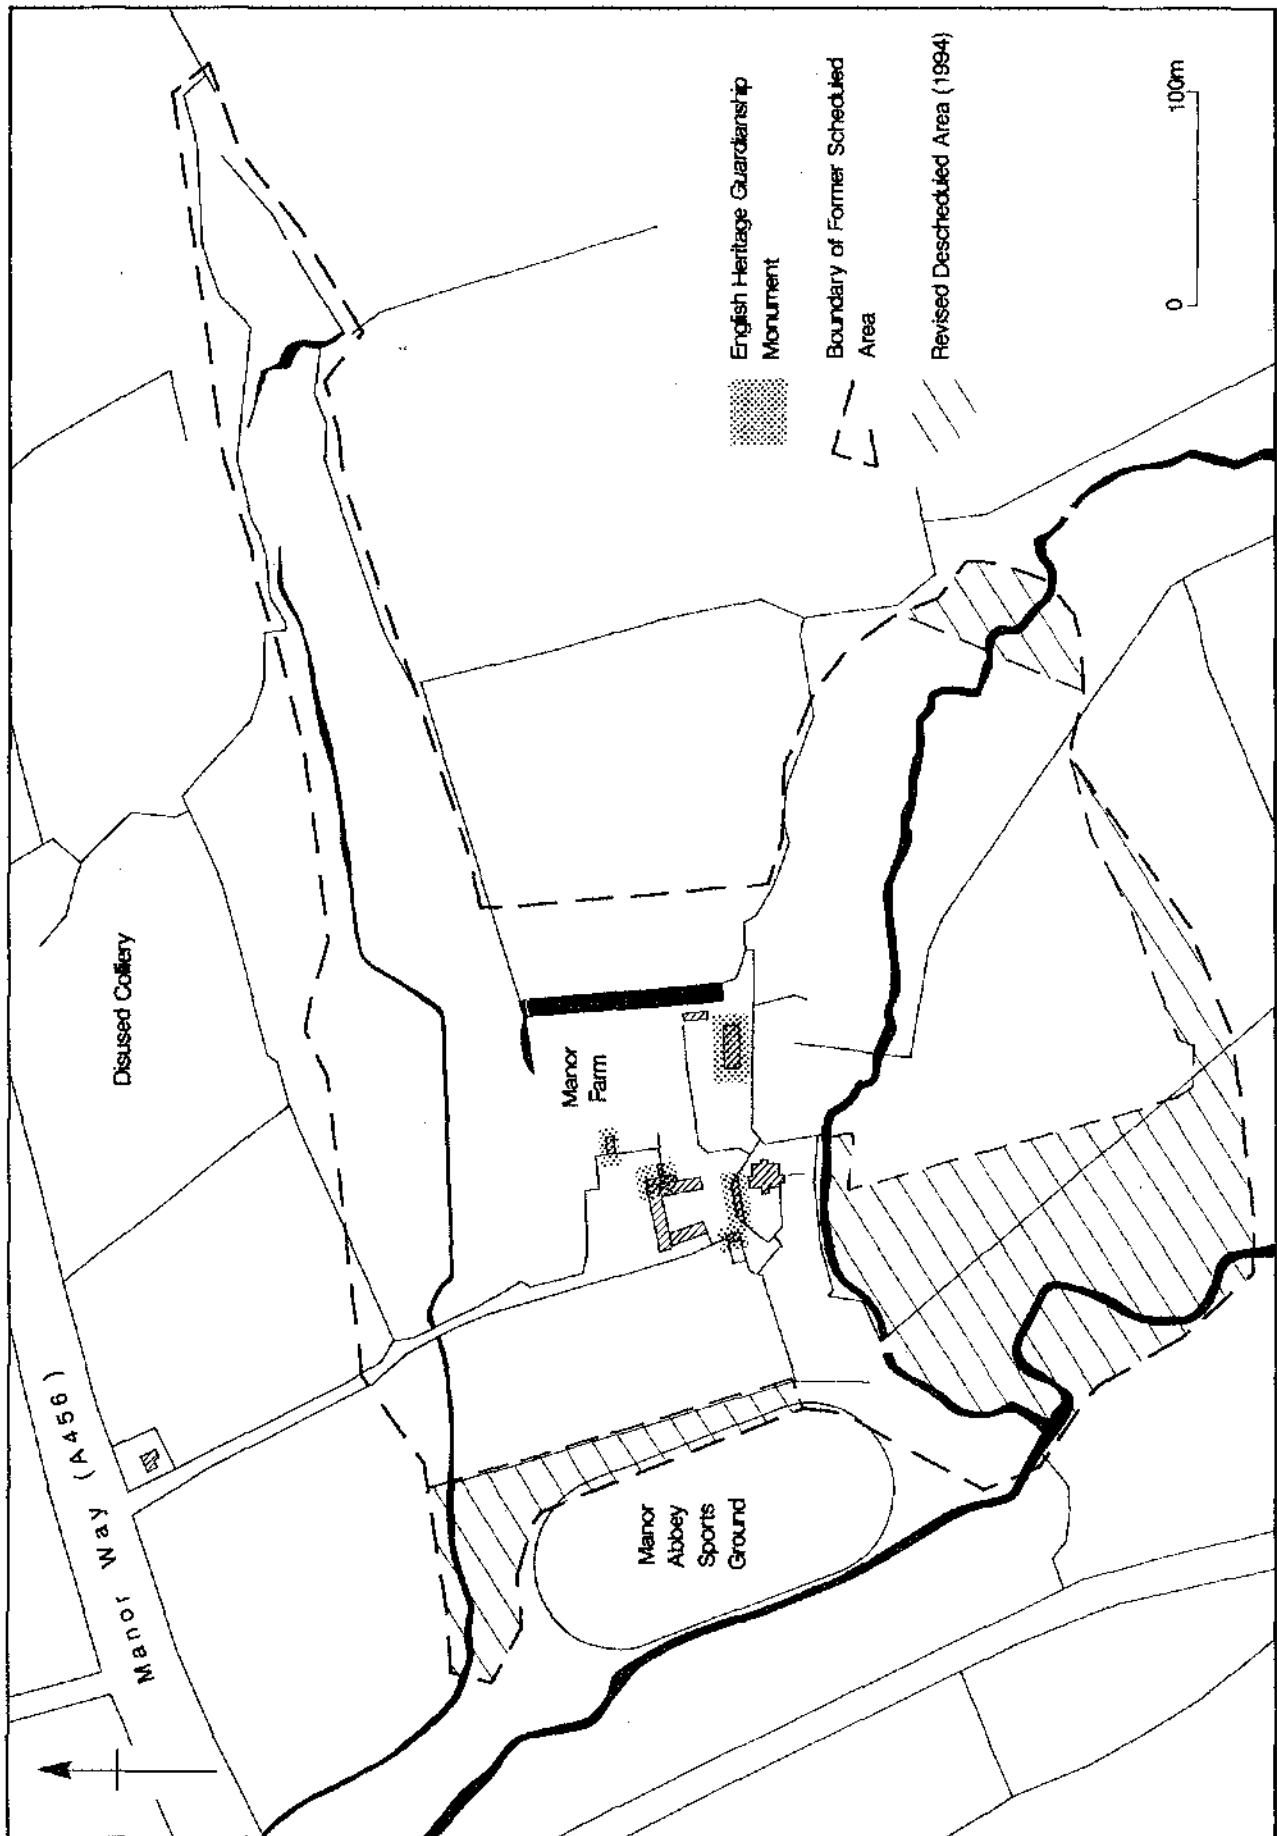 Manor Way (A456)
Disused Colliery
Manor
Farm
Manor
Abbey
Sports
Ground
English Heritage Guardianship
Monument
Boundary of Former Scheduled
Area
Revised Descheduled Area (1994)
0 100m